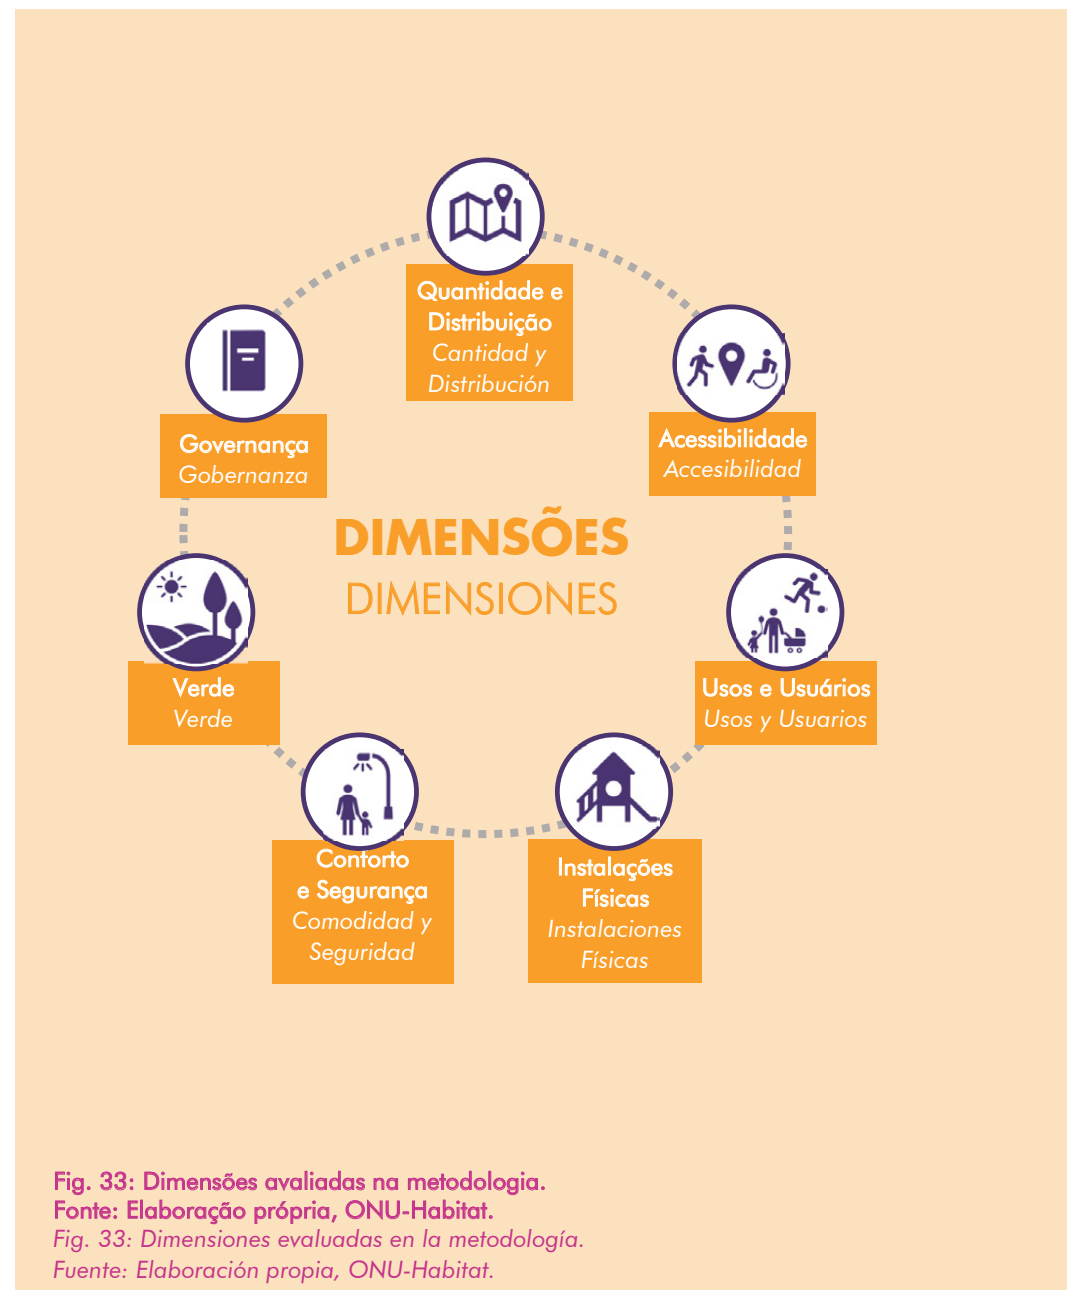 Quantidade e
Distribuição
Cantidad y
Distribución
Acessibilidade
Accesibilidad
Governança
Gobernanza
DIMENSÕES
DIMENSIONES
Usos e Usuários
Usos y Usuarios
Verde
Verde
Conforto
e Segurança
Comodidad y
Seguridad
Instalações
Físicas
Instalaciones
Físicas
Fig. 33: Dimensões avaliadas na metodologia.
Fonte: Elaboração própria, ONU-Habitat.
Fig. 33: Dimensiones evaluadas en la metodología.
Fuente: Elaboración propia, ONU-Habitat.